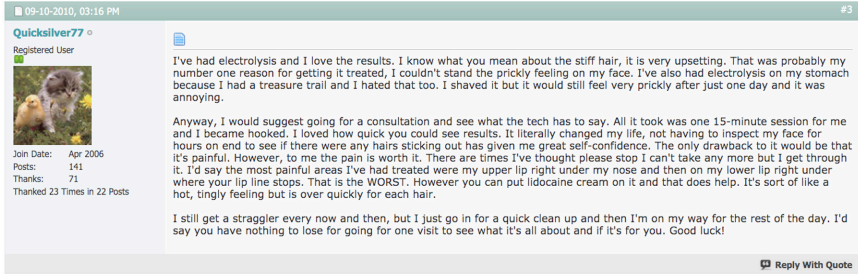 09-10-2010, 03:16 PM
#3
Quicksilver77
Registered User
Join Date: Apr 2006
Posts: 141
Thanks: 71
Thanked 23 Times in 22 Posts
I've had electrolysis and I love the results. I know what you mean about the stiff hair, it is very upsetting. That was probably my
number one reason for getting it treated, I couldn't stand the prickly feeling on my face. I've also had electrolysis on my stomach
because I had a treasure trail and I hated that too. I shaved it but it would still feel very prickly after just one day and it was
annoying.
Anyway, I would suggest going for a consultation and see what the tech has to say. All it took was one 15-minute session for me
and I became hooked. I loved how quick you could see results. It literally changed my life, not having to inspect my face for
hours on end to see if there were any hairs sticking out has given me great self-confidence. The only drawback to it would be that
it's painful. However, to me the pain is worth it. There are times I've thought please stop I can't take any more but I get through
it. I'd say the most painful areas I've had treated were my upper lip right under my nose and then on my lower lip right under
where your lip line stops. That is the WORST. However you can put lidocaine cream on it and that does help. It's sort of like a
hot, tingly feeling but is over quickly for each hair.
I still get a straggler every now and then, but I just go in for a quick clean up and then I'm on my way for the rest of the day. I'd
say you have nothing to lose for going for one visit to see what it's all about and if it's for you. Good luck!
Reply With Quote